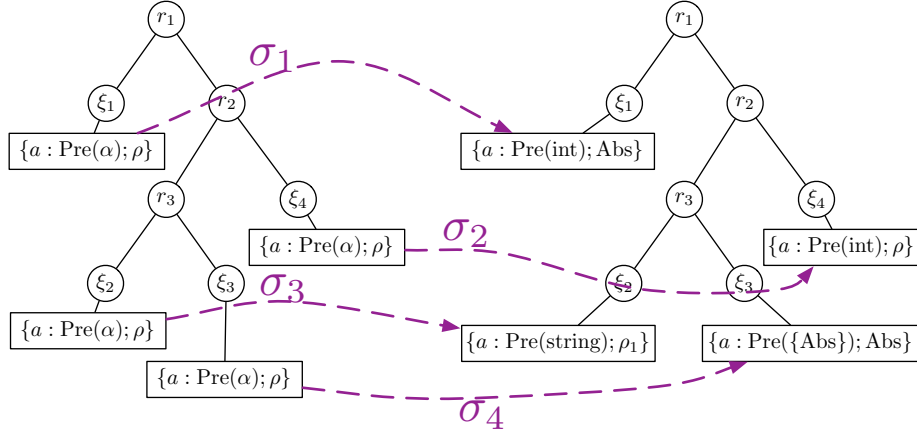 r₁ r₁
σ₁
ξ₁ r₂ ξ₁ r₂
{a : Pre(α); ρ} {a : Pre(int); Abs}
r₃ ξ₄ r₃ ξ₄
{a : Pre(α); ρ} σ₂ {a : Pre(int); ρ}
ξ₂ ξ₃ σ₃ ξ₂ ξ₃
{a : Pre(α); ρ} {a : Pre(string); ρ₁} {a : Pre({Abs}); Abs}
{a : Pre(α); ρ}
σ₄